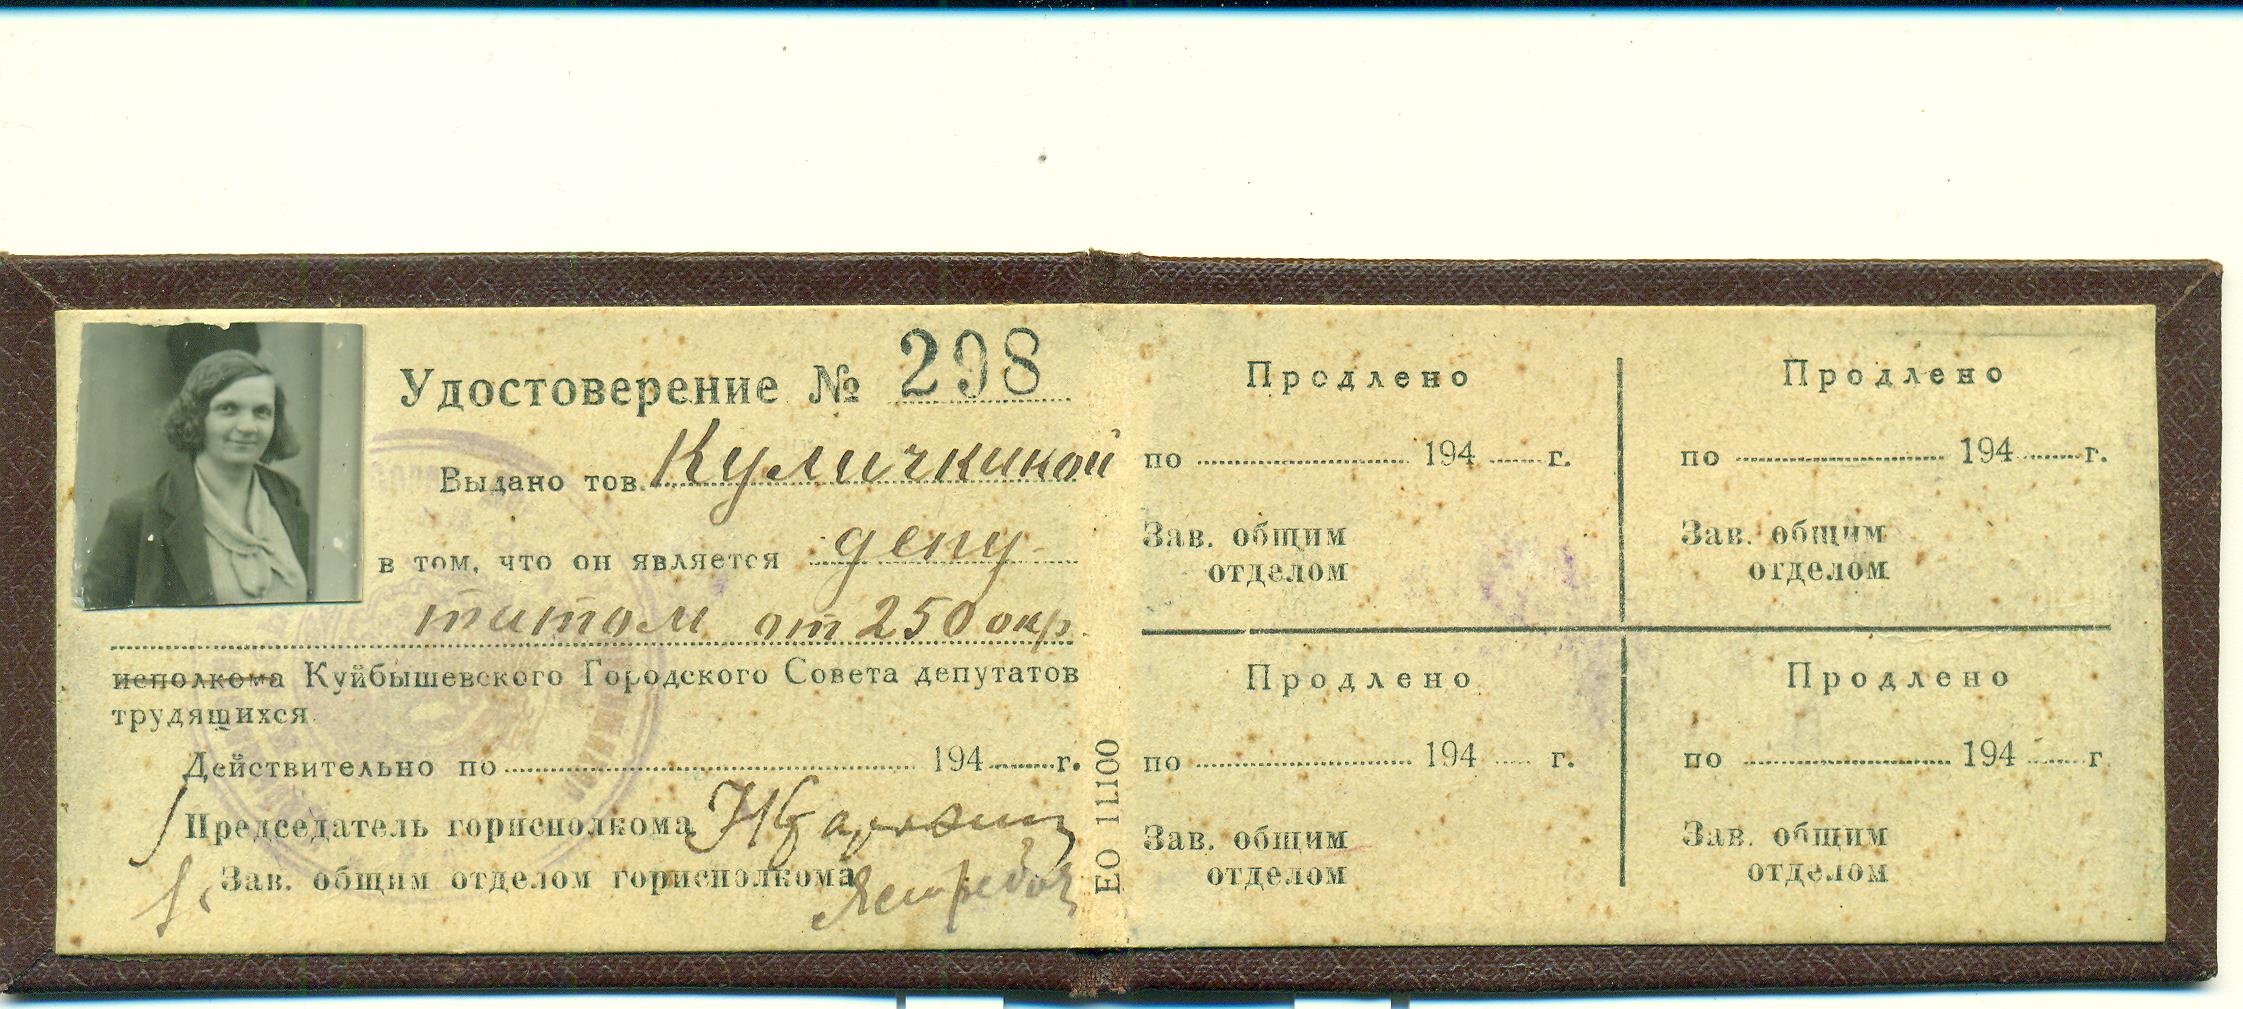 Удостоверение № 298
Выдано тов. Куличкиной
в том, что он является депу-
татом от 250 окр.
исполкома Куйбышевского Городского Совета депутатов
трудящихся
Действительно по 194 г.
Председатель горисполкома
Зав. общим отделом горисполкома
ЕО 11100
Продлено
по 194 г.
Зав. общим
отделом
Продлено
по 194 г.
Зав. общим
отделом
Продлено
по 194 г.
Зав. общим
отделом
Продлено
по 194 г.
Зав. общим
отделом